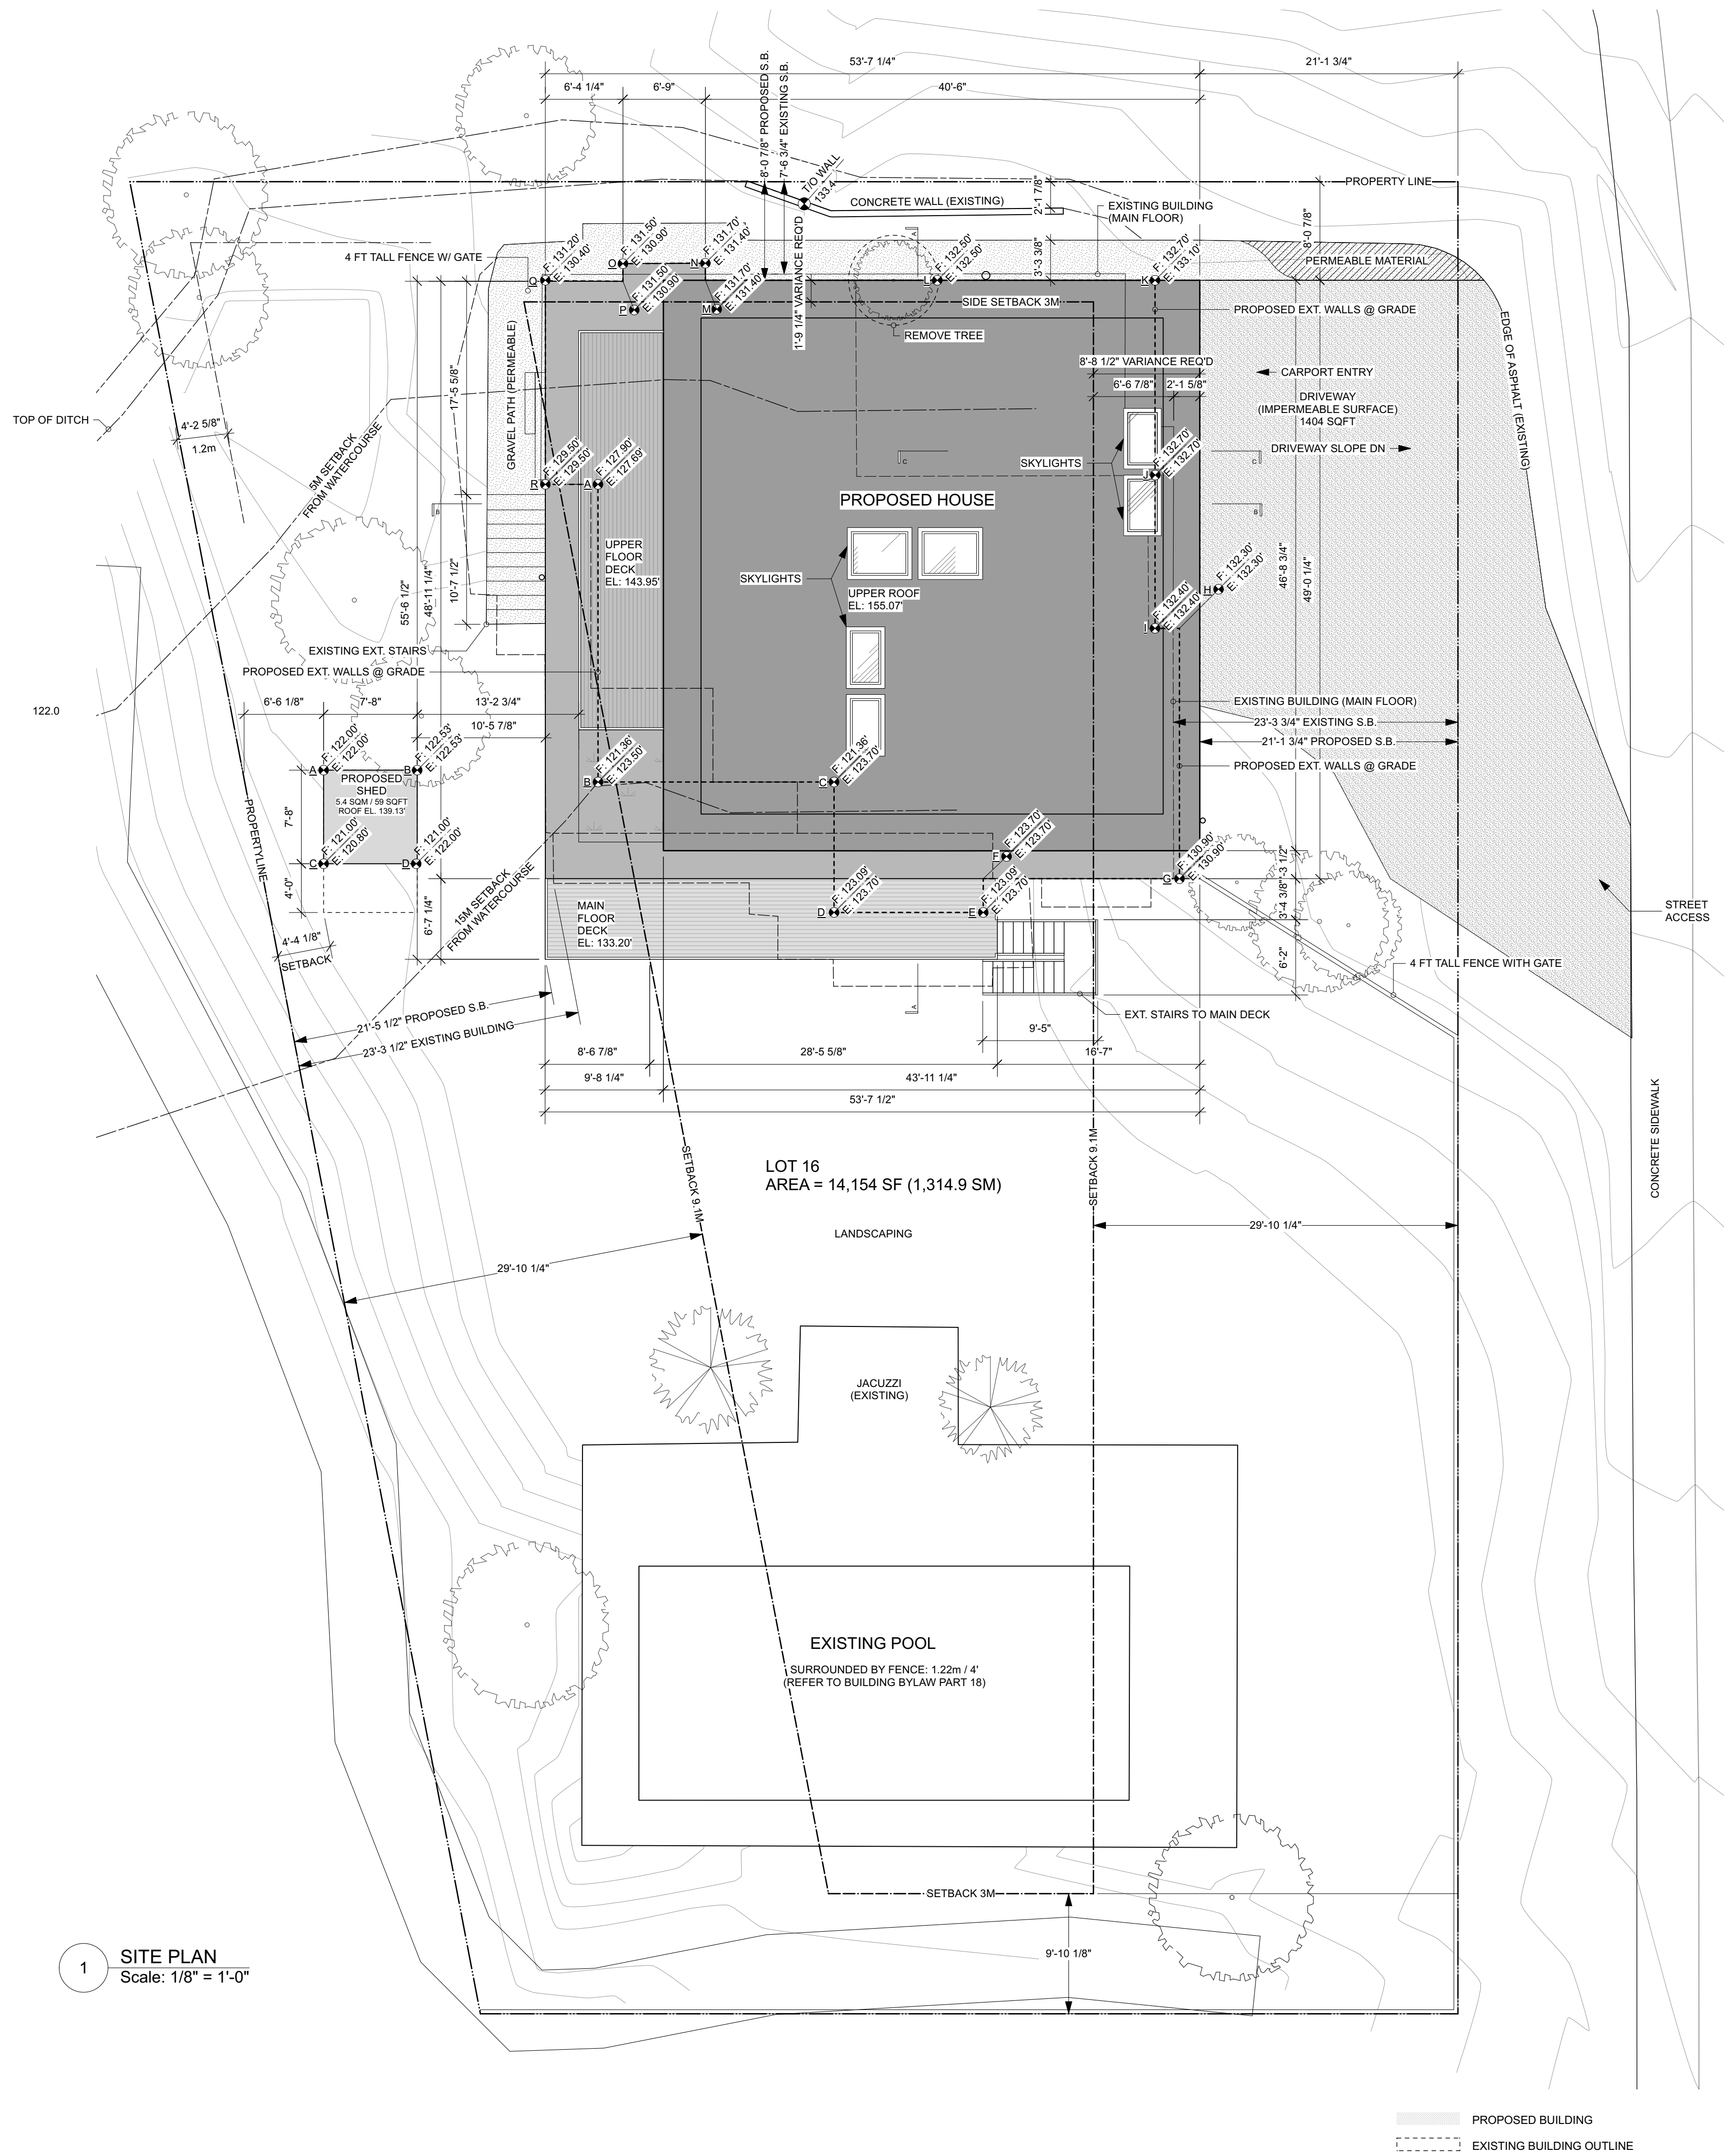 53'-7 1/4"
21'-1 3/4"
6'-4 1/4"
6'-9"
40'-6"
8'-0 7/8" PROPOSED S.B.
7'-6 3/4" EXISTING S.B.
T/O WALL
133.4'
PROPERTY LINE
CONCRETE WALL (EXISTING)
2'-1 7/8"
EXISTING BUILDING
(MAIN FLOOR)
8'-0 7/8"
1'-9 1/4" VARIANCE REQ'D
3'-3 3/8"
4 FT TALL FENCE W/ GATE
PERMEABLE MATERIAL
Q
F: 131.20'
E: 130.40'
O
F: 131.50'
E: 130.90'
N
F: 131.70'
E: 131.40'
P
F: 131.50'
E: 130.90'
M
F: 131.70'
E: 131.40'
L
F: 132.50'
E: 132.50'
K
F: 132.70'
E: 133.10'
A
SIDE SETBACK 3M
PROPOSED EXT. WALLS @ GRADE
REMOVE TREE
EDGE OF ASPHALT (EXISTING)
GRAVEL PATH (PERMEABLE)
8'-8 1/2" VARIANCE REQ'D
6'-6 7/8"
2'-1 5/8"
CARPORT ENTRY
DRIVEWAY
(IMPERMEABLE SURFACE)
1404 SQFT
DRIVEWAY SLOPE DN
TOP OF DITCH
4'-2 5/8"
1.2m
5M SETBACK
FROM WATERCOURSE
17'-5 5/8"
R
F: 129.50'
E: 129.50'
A
F: 127.90'
E: 127.69'
C
C
SKYLIGHTS
J
F: 132.70'
E: 132.70'
PROPOSED HOUSE
B
B
UPPER
FLOOR
DECK
EL: 143.95'
SKYLIGHTS
UPPER ROOF
EL: 155.07'
H
F: 132.30'
E: 132.30'
I
F: 132.40'
E: 132.40'
46'-8 3/4"
49'-0 1/4"
55'-6 1/2"
48'-11 1/4"
10'-7 1/2"
EXISTING EXT. STAIRS
PROPOSED EXT. WALLS @ GRADE
122.0
6'-6 1/8"
7'-8"
13'-2 3/4"
10'-5 7/8"
EXISTING BUILDING (MAIN FLOOR)
23'-3 3/4" EXISTING S.B.
21'-1 3/4" PROPOSED S.B.
PROPOSED EXT. WALLS @ GRADE
A
F: 122.00'
E: 122.00'
B
F: 122.53'
E: 122.53'
PROPOSED
SHED
5.4 SQM / 59 SQFT
ROOF EL. 139.13'
C
F: 121.00'
E: 120.80'
D
F: 121.00'
E: 122.00'
7'-8"
4'-0"
4'-4 1/8"
SETBACK
6'-7 1/4"
PROPERTYLINE
B
F: 121.36'
E: 123.50'
C
F: 121.36'
E: 123.70'
F
F: 123.70'
E: 123.70'
D
F: 123.09'
E: 123.70'
E
F: 123.09'
E: 123.70'
G
F: 130.90'
E: 130.90'
3 1/2"
3'-4 3/8"
6'-2"
15M SETBACK
FROM WATERCOURSE
MAIN
FLOOR
DECK
EL: 133.20'
STREET
ACCESS
4 FT TALL FENCE WITH GATE
A
EXT. STAIRS TO MAIN DECK
21'-5 1/2" PROPOSED S.B.
23'-3 1/2" EXISTING BUILDING
9'-5"
8'-6 7/8"
28'-5 5/8"
16'-7"
9'-8 1/4"
43'-11 1/4"
53'-7 1/2"
SETBACK 9.1M
SETBACK 9.1M
CONCRETE SIDEWALK
LOT 16
AREA = 14,154 SF (1,314.9 SM)
LANDSCAPING
29'-10 1/4"
29'-10 1/4"
JACUZZI
(EXISTING)
EXISTING POOL
SURROUNDED BY FENCE: 1.22m / 4'
(REFER TO BUILDING BYLAW PART 18)
SETBACK 3M
9'-10 1/8"
1
SITE PLAN
Scale: 1/8" = 1'-0"
PROPOSED BUILDING
EXISTING BUILDING OUTLINE